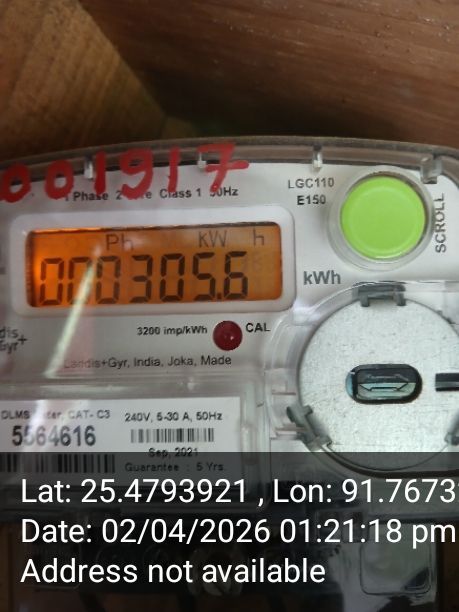 001917
1 Phase 2 Wire Class 1 50Hz
LGC110
E150
SCROLL
Ph kW h
000305.6
kWh
3200 imp/kWh CAL
Landis+Gyr, India, Joka, Made
dis
Gyr+
DLMS CAT- C3
240V, 5-30 A, 50Hz
5564616
Sep, 2021
Guarantee : 5 Yrs.
Lat: 25.4793921 , Lon: 91.7673
Date: 02/04/2026 01:21:18 pm
Address not available